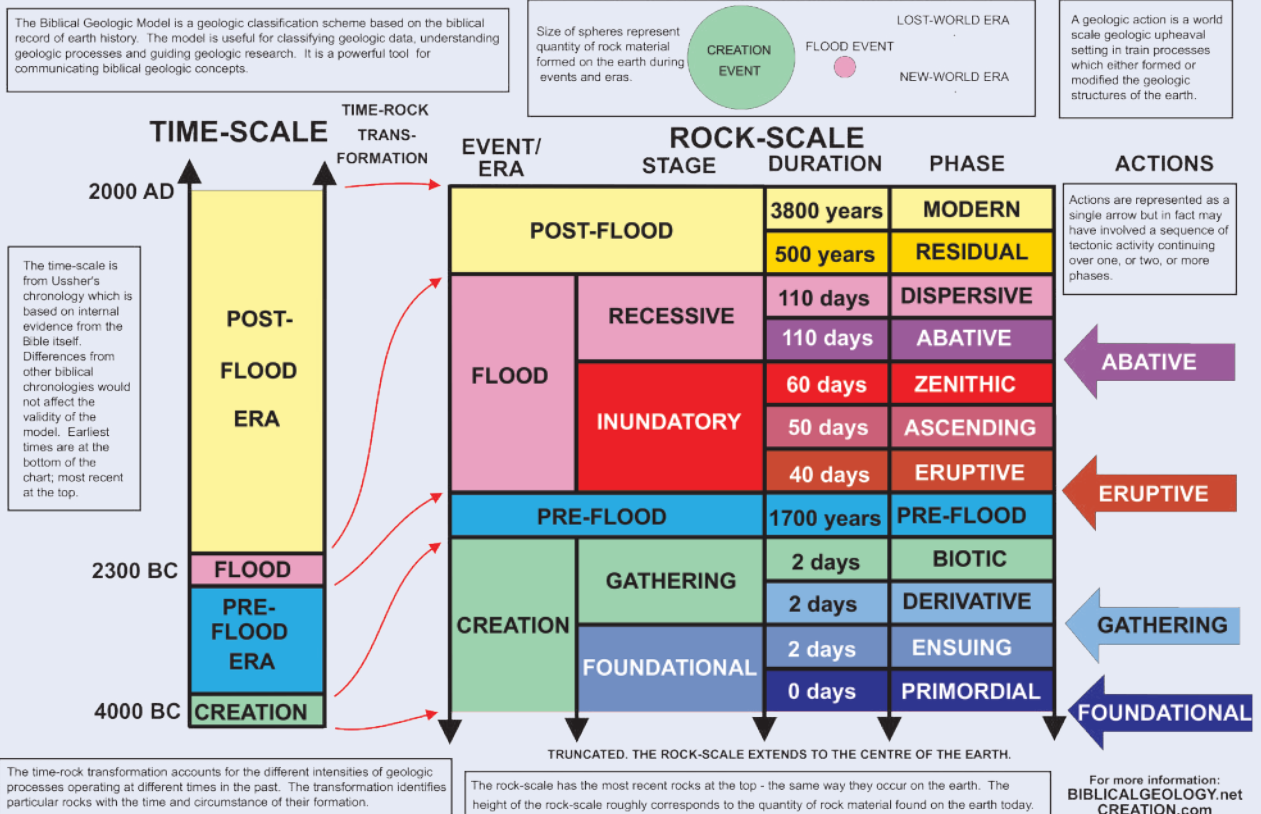 The Biblical Geologic Model is a geologic classification scheme based on the biblical
record of earth history. The model is useful for classifying geologic data, understanding
geologic processes and guiding geologic research. It is a powerful tool for
communicating biblical geologic concepts.
Size of spheres represent
quantity of rock material
formed on the earth during
events and eras.
CREATION
EVENT
FLOOD EVENT
LOST-WORLD ERA
NEW-WORLD ERA
A geologic action is a world
scale geologic upheaval
setting in train processes
which either formed or
modified the geologic
structures of the earth.
TIME-SCALE
TIME-ROCK
TRANS-
FORMATION
ROCK-SCALE
EVENT/
ERA
STAGE
DURATION
PHASE
ACTIONS
2000 AD
2300 BC
4000 BC
The time-scale is
from Ussher's
chronology which is
based on internal
evidence from the
Bible itself.
Differences from
other biblical
chronologies would
not affect the
validity of the
model. Earliest
times are at the
bottom of the
chart; most recent
at the top.
POST-
FLOOD
ERA
FLOOD
PRE-
FLOOD
ERA
CREATION
POST-FLOOD
3800 years
MODERN
500 years
RESIDUAL
FLOOD
RECESSIVE
110 days
DISPERSIVE
110 days
ABATIVE
INUNDATORY
60 days
ZENITHIC
50 days
ASCENDING
40 days
ERUPTIVE
PRE-FLOOD
1700 years
PRE-FLOOD
CREATION
GATHERING
2 days
BIOTIC
2 days
DERIVATIVE
FOUNDATIONAL
2 days
ENSUING
0 days
PRIMORDIAL
Actions are represented as a
single arrow but in fact may
have involved a sequence of
tectonic activity continuing
over one, or two, or more
phases.
ABATIVE
ERUPTIVE
GATHERING
FOUNDATIONAL
TRUNCATED. THE ROCK-SCALE EXTENDS TO THE CENTRE OF THE EARTH.
The time-rock transformation accounts for the different intensities of geologic
processes operating at different times in the past. The transformation identifies
particular rocks with the time and circumstance of their formation.
The rock-scale has the most recent rocks at the top - the same way they occur on the earth. The
height of the rock-scale roughly corresponds to the quantity of rock material found on the earth today.
For more information:
BIBLICALGEOLOGY.net
CREATION.com